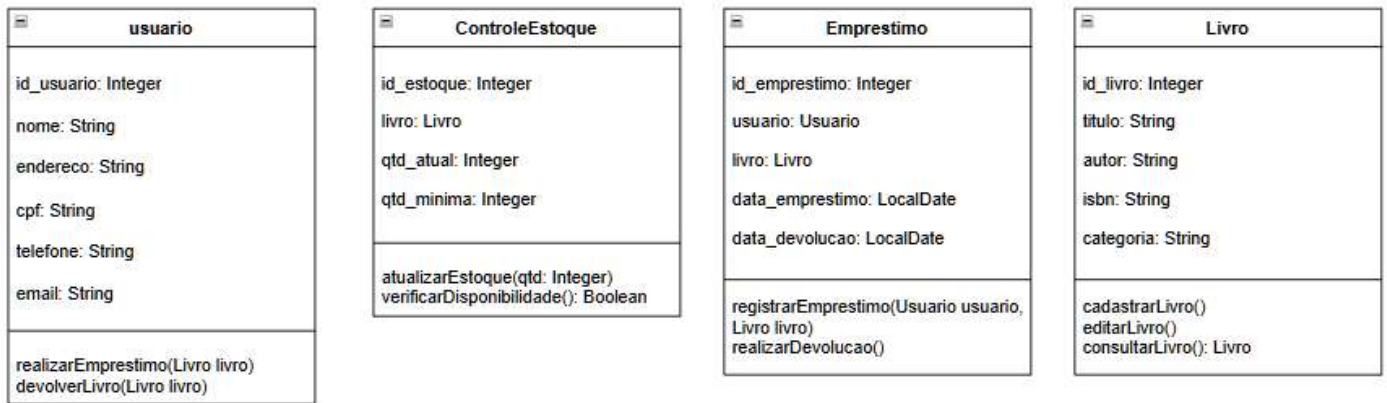 usuario
id_usuario: Integer
nome: String
endereco: String
cpf: String
telefone: String
email: String
realizarEmprestimo(Livro livro)
devolverLivro(Livro livro)
ControleEstoque
id_estoque: Integer
livro: Livro
qtd_atual: Integer
qtd_minima: Integer
atualizarEstoque(qtd: Integer)
verificarDisponibilidade(): Boolean
Emprestimo
id_emprestimo: Integer
usuario: Usuario
livro: Livro
data_emprestimo: LocalDate
data_devolucao: LocalDate
registrarEmprestimo(Usuario usuario,
Livro livro)
realizarDevolucao()
Livro
id_livro: Integer
titulo: String
autor: String
isbn: String
categoria: String
cadastrarLivro()
editarLivro()
consultarLivro(): Livro